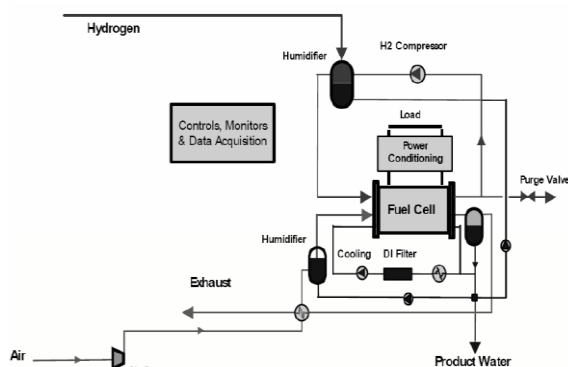 Hydrogen
Humidifier
H2 Compressor
Controls, Monitors
& Data Acquisition
Load
Power
Conditioning
Purge Valve
Fuel Cell
Humidifier
Cooling
DI Filter
Exhaust
Air
Product Water